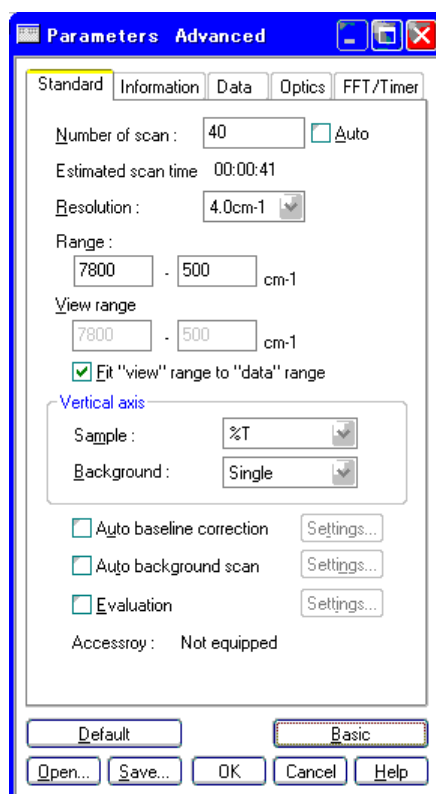 Parameters Advanced
Standard Information Data Optics FFT/Timer
Number of scan : 40 Auto
Estimated scan time 00:00:41
Resolution : 4.0cm-1
Range :
7800 - 500 cm-1
View range
7800 - 500 cm-1
Fit "view" range to "data" range
Vertical axis
Sample : %T
Background : Single
Auto baseline correction Settings...
Auto background scan Settings...
Evaluation Settings...
Accessroy : Not equipped
Default Basic
Open... Save... OK Cancel Help